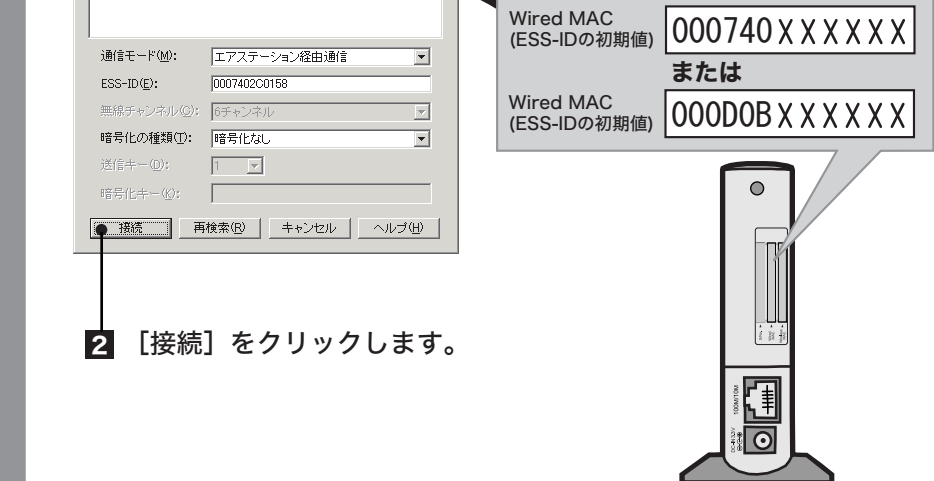 通信モード(M):
エアステーション経由通信
ESS-ID(E):
0007402C0158
無線チャンネル(C):
6チャンネル
暗号化の種類(T):
暗号化なし
送信キー(D):
1
暗号化キー(K):
接続
再検索(R)
キャンセル
ヘルプ(H)
2 [接続]をクリックします。
Wired MAC
(ESS-IDの初期値)
000740XXXXXX
または
Wired MAC
(ESS-IDの初期値)
000D0BXXXXXX
100M/10M